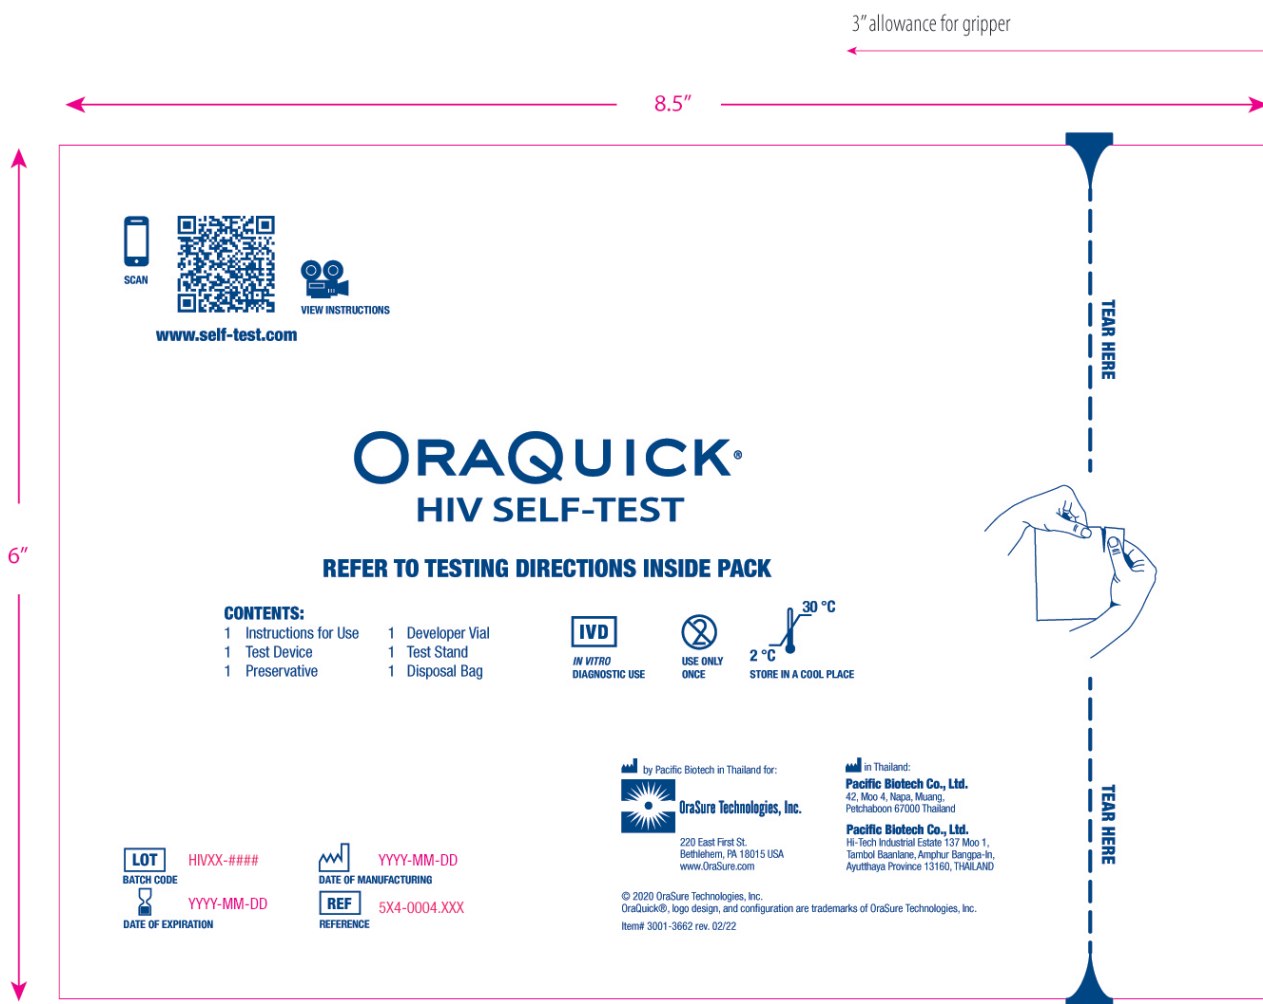 3” allowance for gripper
8.5”
6”
SCAN
VIEW INSTRUCTIONS
www.self-test.com
TEAR HERE
ORAQUICK®
HIV SELF-TEST
REFER TO TESTING DIRECTIONS INSIDE PACK
CONTENTS:
1 Instructions for Use
1 Test Device
1 Preservative
1 Developer Vial
1 Test Stand
1 Disposal Bag
IVD
IN VITRO
DIAGNOSTIC USE
2
USE ONLY
ONCE
30 °C
2 °C
STORE IN A COOL PLACE
by Pacific Biotech in Thailand for:
OraSure Technologies, Inc.
220 East First St.
Bethlehem, PA 18015 USA
www.OraSure.com
in Thailand:
Pacific Biotech Co., Ltd.
42, Moo 4, Napa, Muang,
Petchaboon 67000 Thailand
Pacific Biotech Co., Ltd.
Hi-Tech Industrial Estate 137 Moo 1,
Tambol Baanlane, Amphur Bangpa-In,
Ayutthaya Province 13160, THAILAND
TEAR HERE
LOT HIVXX-####
BATCH CODE
YYYY-MM-DD
DATE OF EXPIRATION
YYYY-MM-DD
DATE OF MANUFACTURING
REF 5X4-0004.XXX
REFERENCE
© 2020 OraSure Technologies, Inc.
OraQuick®, logo design, and configuration are trademarks of OraSure Technologies, Inc.
Item# 3001-3662 rev. 02/22